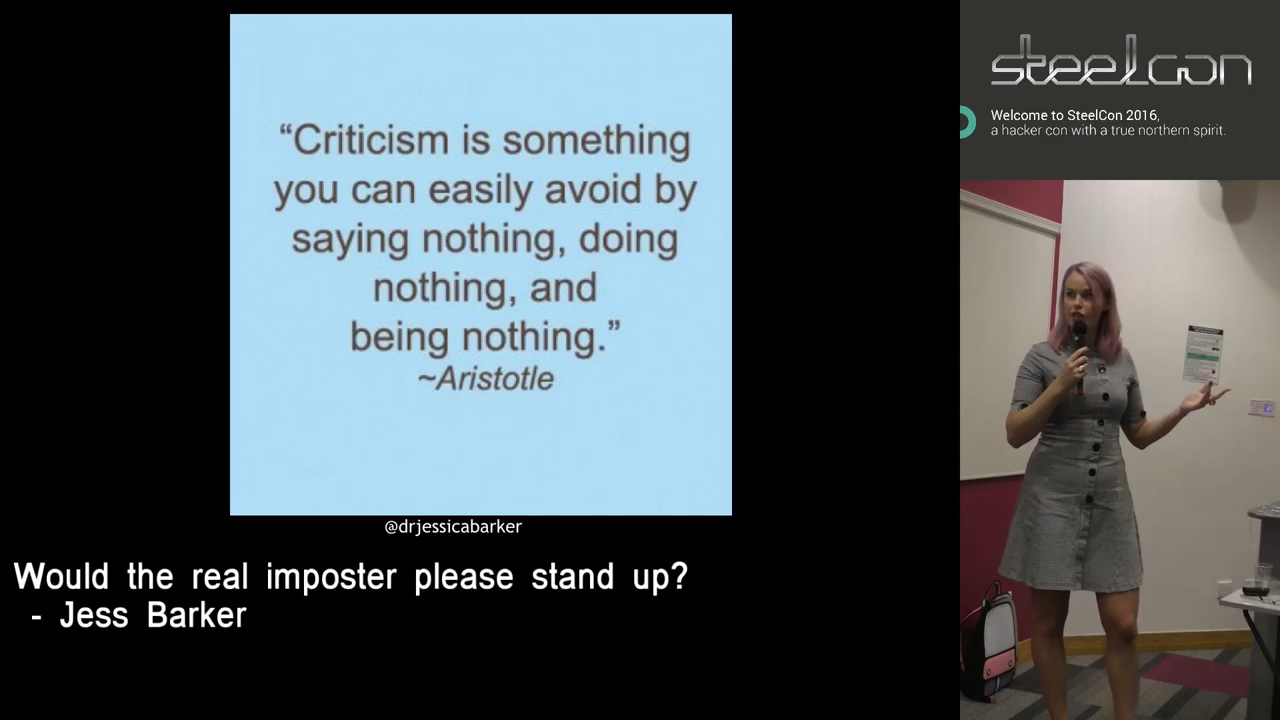 “Criticism is something
you can easily avoid by
saying nothing, doing
nothing, and
being nothing.”
~Aristotle
@drjessicabarker
Would the real imposter please stand up?
- Jess Barker
steelcon
Welcome to SteelCon 2016,
a hacker con with a true northern spirit.